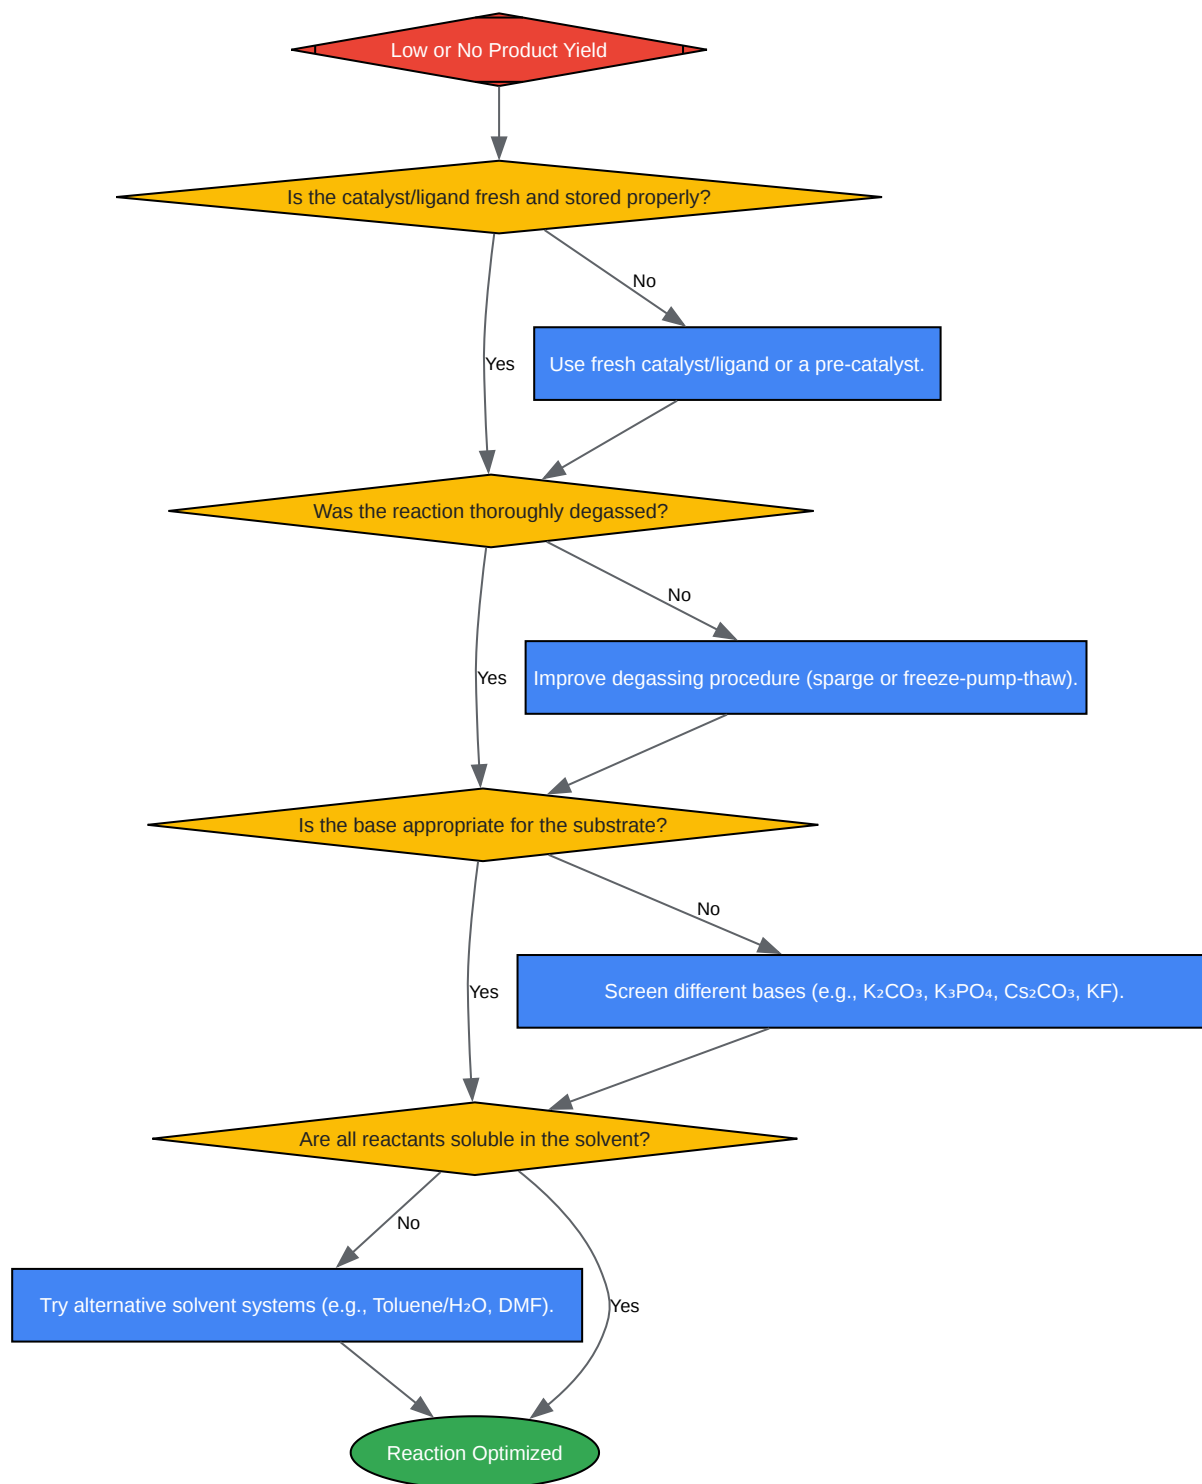 Low or No Product Yield
Is the catalyst/ligand fresh and stored properly?
No
Yes
Use fresh catalyst/ligand or a pre-catalyst.
Was the reaction thoroughly degassed?
No
Yes
Improve degassing procedure (sparge or freeze-pump-thaw).
Is the base appropriate for the substrate?
No
Yes
Screen different bases (e.g., K₂CO₃, K₃PO₄, Cs₂CO₃, KF).
Are all reactants soluble in the solvent?
No
Try alternative solvent systems (e.g., Toluene/H₂O, DMF).
Yes
Reaction Optimized